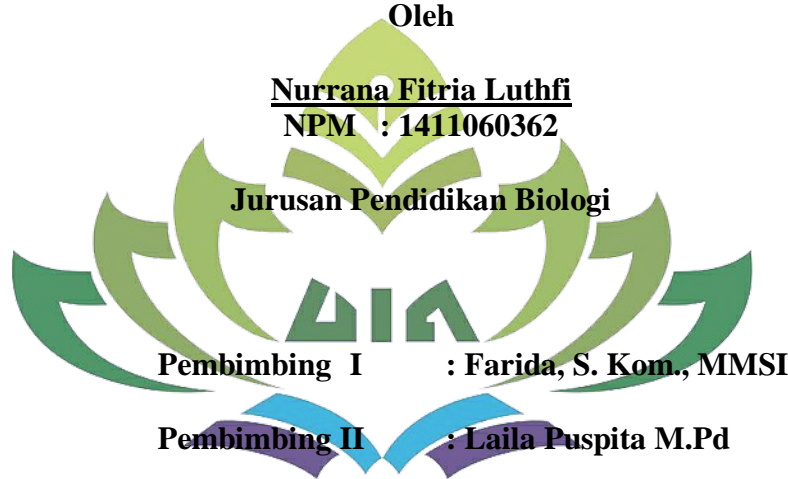 Oleh
Nurrana Fitria Luthfi
NPM : 1411060362
Jurusan Pendidikan Biologi
UIN
Pembimbing I : Farida, S. Kom., MMSI
Pembimbing II : Laila Puspita M.Pd